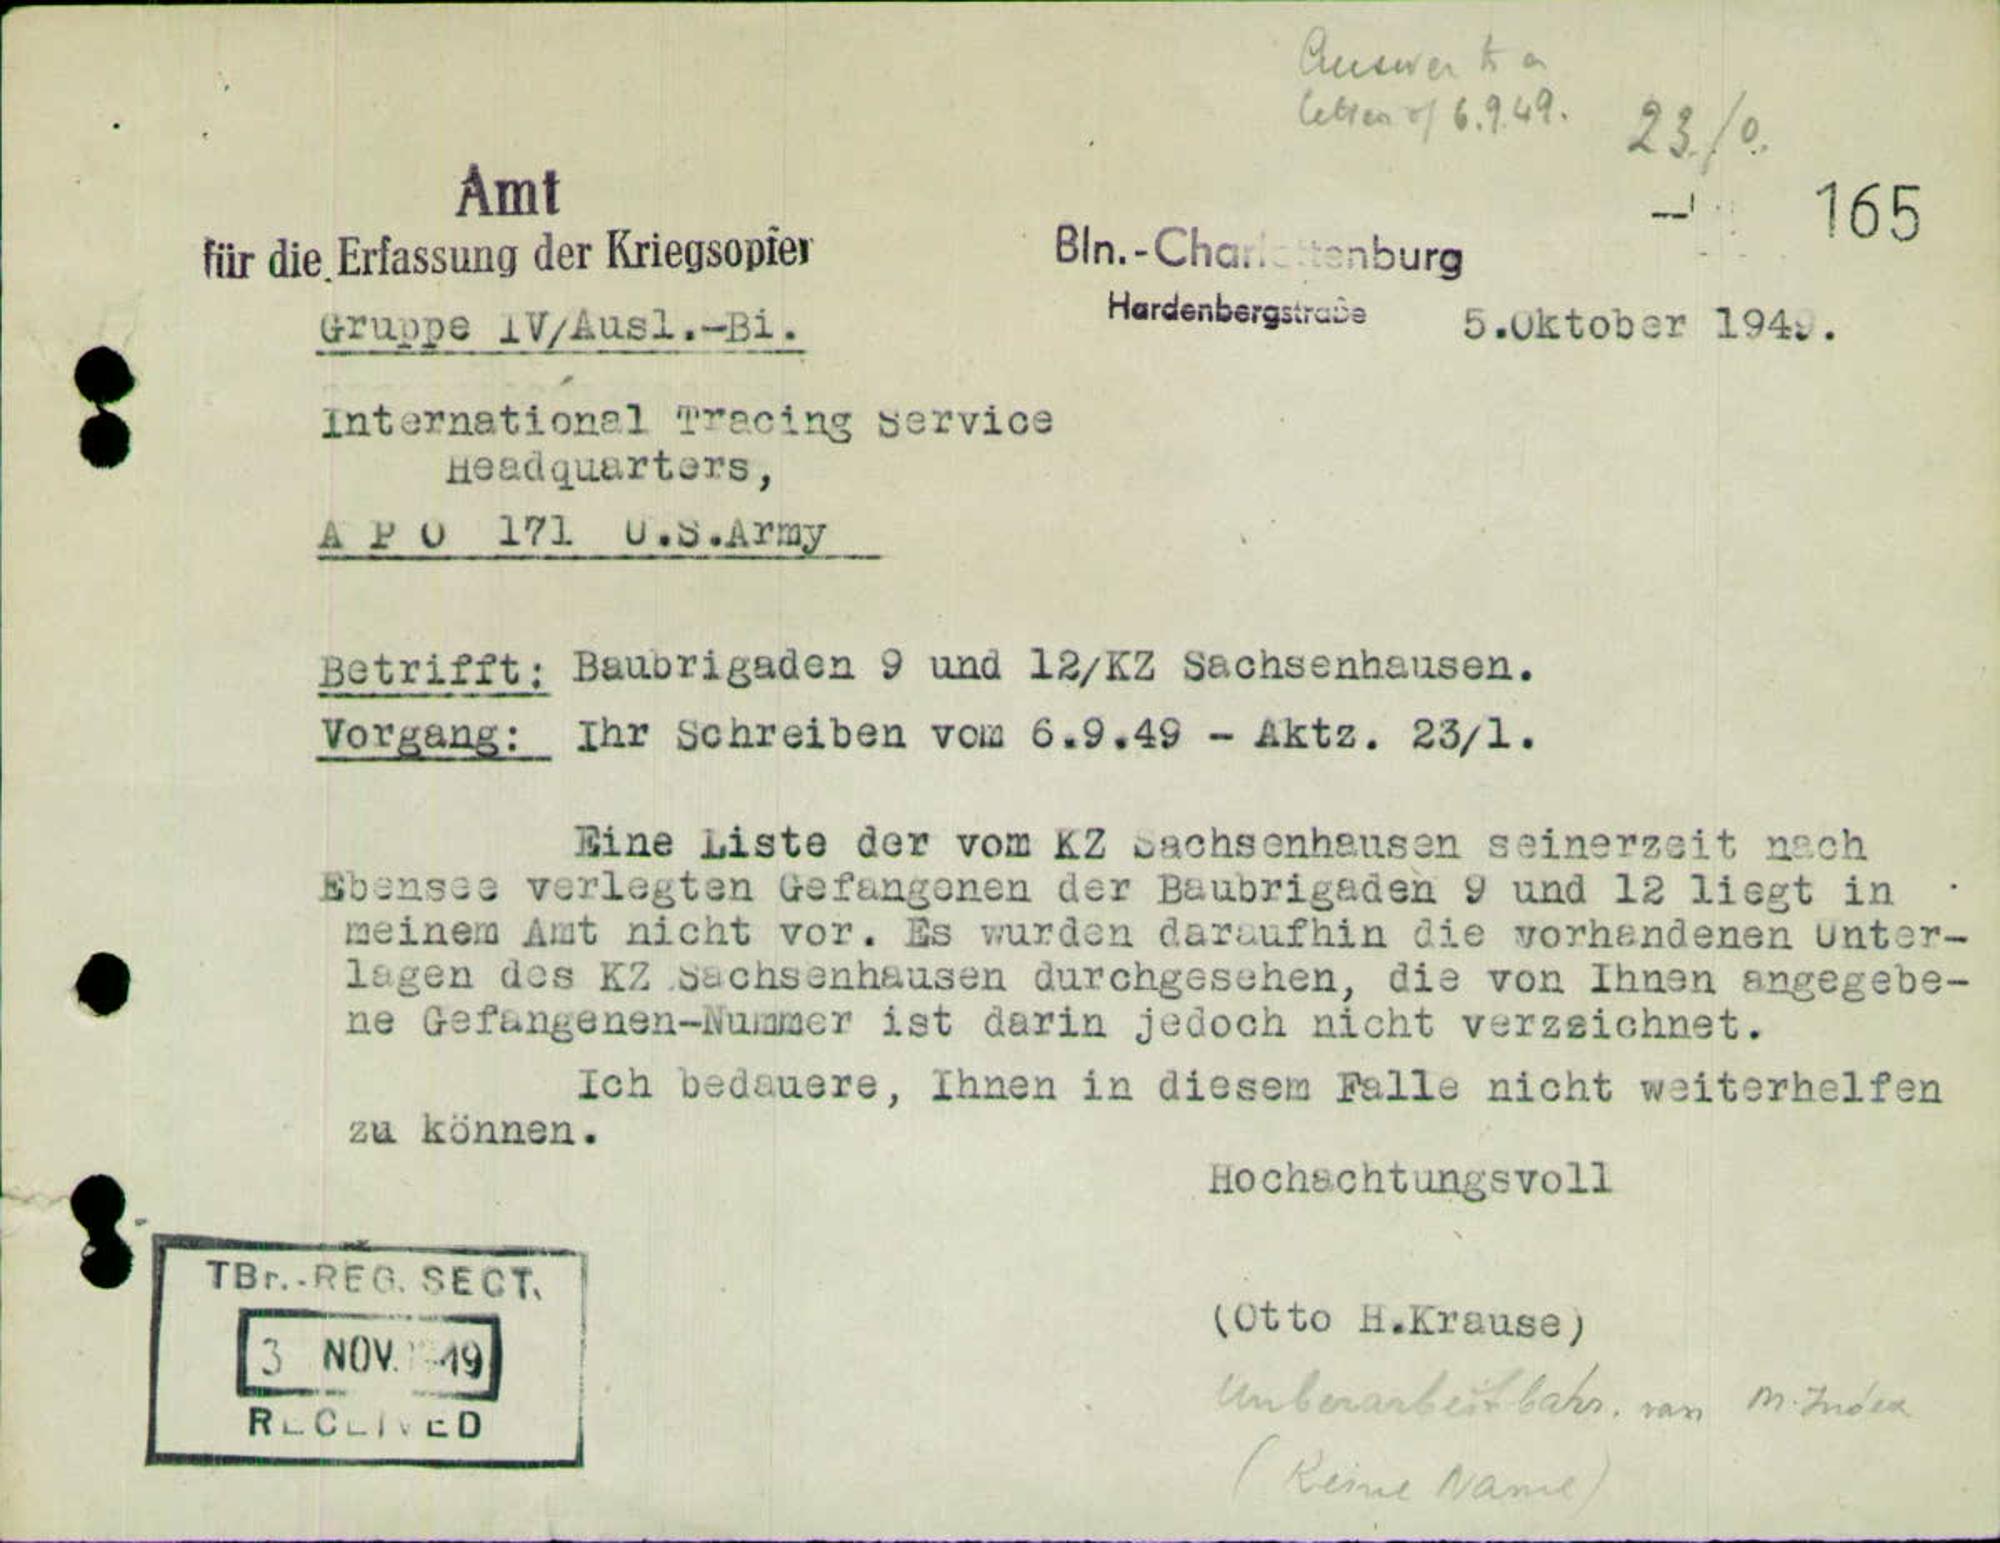 Answer to a
letter of 6.9.49.
23/0.
165
Amt
für die Erfassung der Kriegsopfer
Bln.-Charlottenburg
Hardenbergstraße
Gruppe IV/Ausl.-Bi.
5.Oktober 1949.
International Tracing Service
Headquarters,
A P O 171 U.S.Army
Betrifft: Baubrigaden 9 und 12/KZ Sachsenhausen.
Vorgang: Ihr Schreiben vom 6.9.49 - Aktz. 23/1.
Eine Liste der vom KZ Sachsenhausen seinerzeit nach
Ebensee verlegten Gefangenen der Baubrigaden 9 und 12 liegt in
meinem Amt nicht vor. Es wurden daraufhin die vorhandenen Unter-
lagen des KZ Sachsenhausen durchgesehen, die von Ihnen angegebe-
ne Gefangenen-Nummer ist darin jedoch nicht verzeichnet.
Ich bedauere, Ihnen in diesem Falle nicht weiterhelfen
zu können.
Hochachtungsvoll
TBr.-REG. SECT.
3 NOV. 1949
RECEIVED
(Otto H.Krause)
Unberarbeitbahr. van M. Index
(Keine Name)